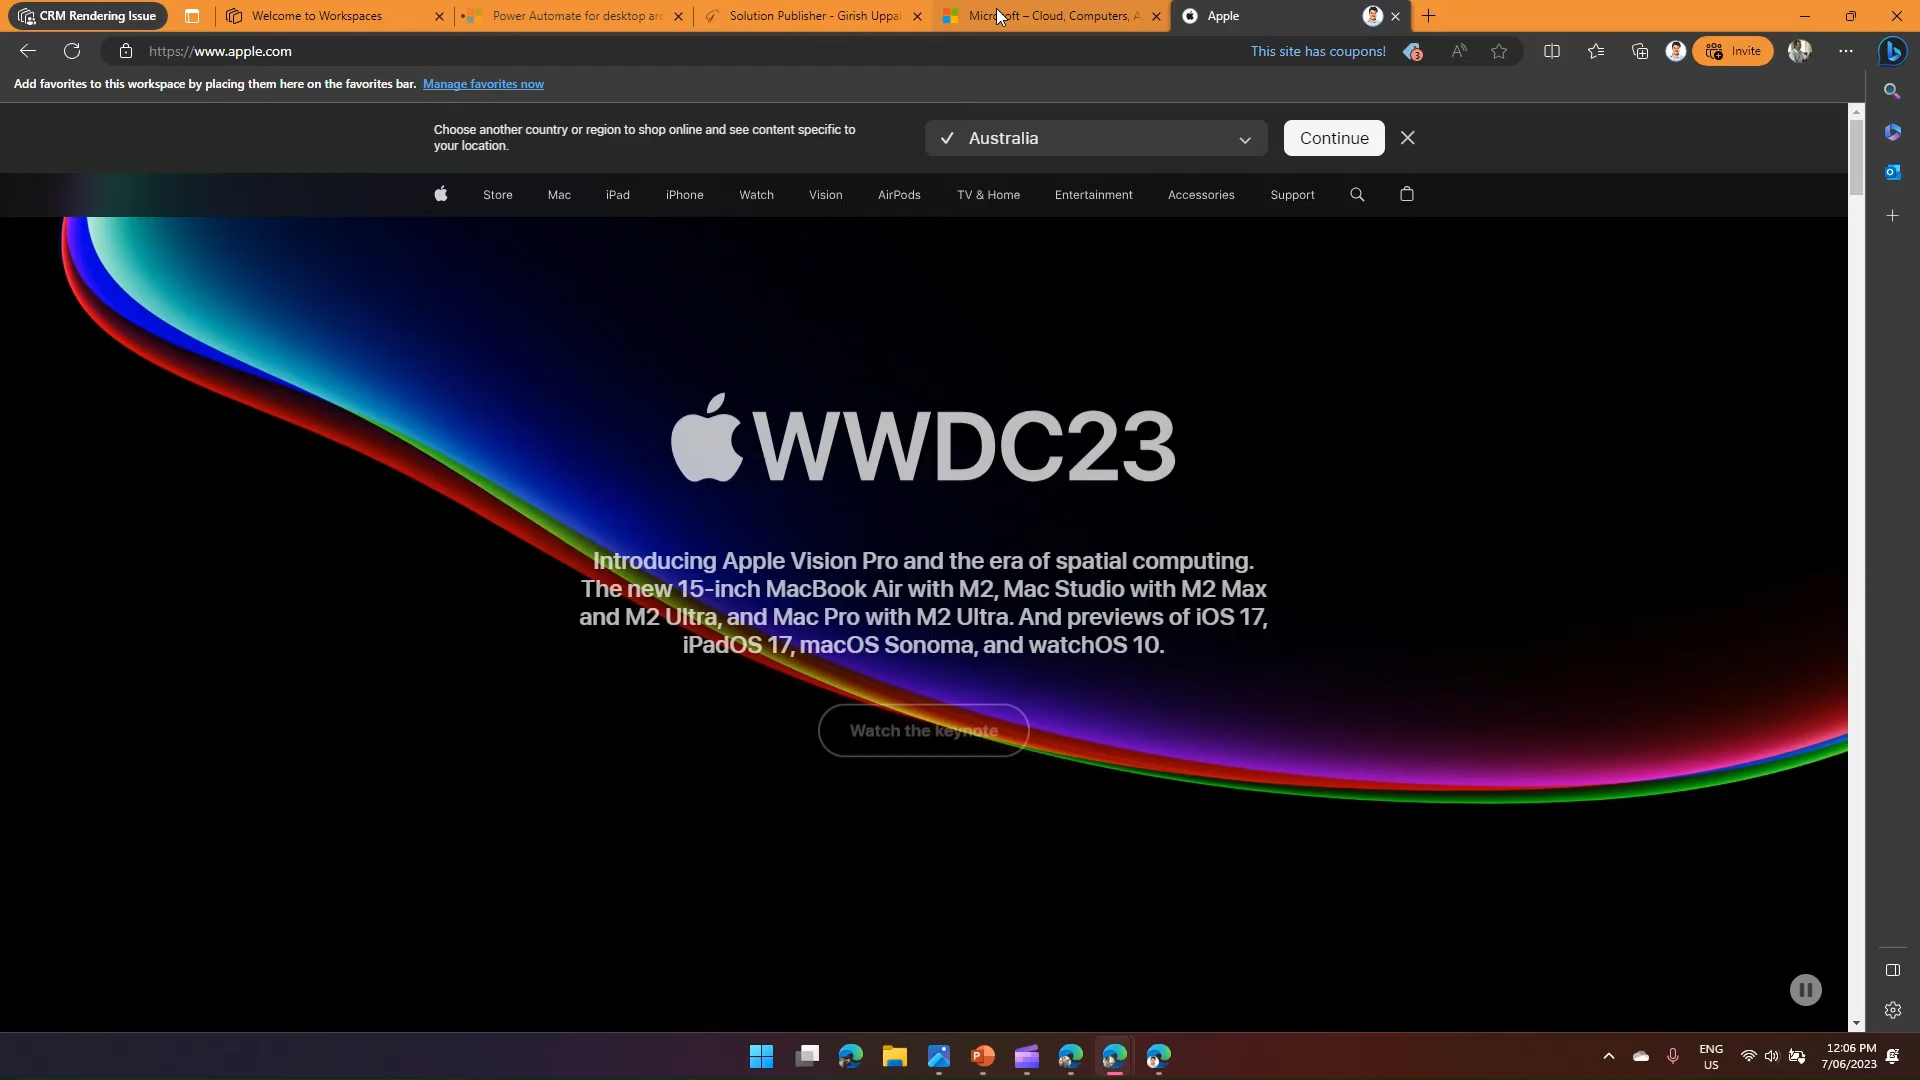 CRM Rendering Issue
Welcome to Workspaces
Power Automate for desktop arc
Solution Publisher - Girish Uppal
Microsoft – Cloud, Computers, A
Apple
https://www.apple.com
This site has coupons!
3
Invite
Add favorites to this workspace by placing them here on the favorites bar. Manage favorites now
Choose another country or region to shop online and see content specific to
your location.
Australia
Continue
Store
Mac
iPad
iPhone
Watch
Vision
AirPods
TV & Home
Entertainment
Accessories
Support
WWDC23
Introducing Apple Vision Pro and the era of spatial computing.
The new 15-inch MacBook Air with M2, Mac Studio with M2 Max
and M2 Ultra, and Mac Pro with M2 Ultra. And previews of iOS 17,
iPadOS 17, macOS Sonoma, and watchOS 10.
Watch the keynote
ENG
US
12:06 PM
7/06/2023